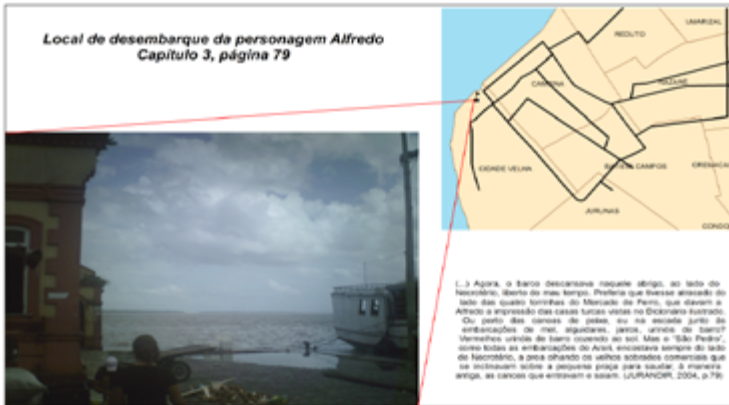 Local de desembarque da personagem Alfredo
Capítulo 3, página 79
UMARIZAL
REDUTO
NAZARÉ
CAMPINA
CIDADE VELHA
BATISTA CAMPOS
CREMAÇÃ
JURUNAS
CONDO
(...) Agora, o barco descansava naquele abrigo, ao lado do
Necrotério, liberto do mau tempo. Preferia que tivesse atracado do
lado das quatro torrinhas do Mercado de Ferro, que davam a
Alfredo a impressão das casas turcas vistas no Dicionário ilustrado.
Ou porto das canoas de peixe, ou na escada junto às
embarcações de mel, alguidares, jarros, urinóis de barro?
Vermelhos urinóis de barro ao sol. Mas o "São Pedro",
como todas as embarcações do Arari, encostava sempre do lado
do Necrotério, a proa olhando os velhos sobrados comerciais que
se inclinavam sobre a pequena praça para saudar, à maneira
antiga, as canoas que entravam e saíam. (JURANDIR, 2004, p.79)